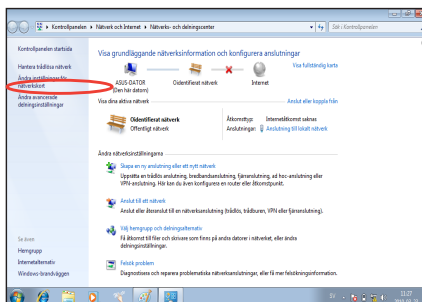 Kontrollpanelen ▸ Nätverk och Internet ▸ Nätverks- och delningscenter
Sök i Kontrollpanelen
Kontrollpanelen startsida
Hantera trådlösa nätverk
Ändra inställningar för
nätverkskort
Ändra avancerade
delningsinställningar
Visa grundläggande nätverksinformation och konfigurera anslutningar
Visa fullständig karta
ASUS-DATOR
(Den här datorn)
Oidentifierat nätverk
Internet
Visa dina aktiva nätverk
Anslut eller koppla från
Oidentifierat nätverk
Offentligt nätverk
Åtkomsttyp: Internetåtkomst saknas
Anslutningar: Anslutning till lokalt nätverk
Ändra nätverksinställningarna
Skapa en ny anslutning eller ett nytt nätverk
Upprätta en trådlös anslutning, bredbandsanslutning, fjärranslutning, ad hoc-anslutning eller
VPN-anslutning. Här kan du även konfigurera en router eller åtkomstpunkt.
Anslut till ett nätverk
Anslut eller återanslut till en nätverksanslutning (trådlös, trådburen, VPN eller fjärranslutning).
Välj hemgrupp och delningsalternativ
Få åtkomst till filer och skrivare som finns på andra datorer i nätverket, eller ändra
delningsinställningar.
Felsök problem
Diagnostisera och reparera problematiska nätverksanslutningar, eller få mer felsökningsinformation.
Se även
Hemgrupp
Internetalternativ
Windows-brandväggen
SV
11:27